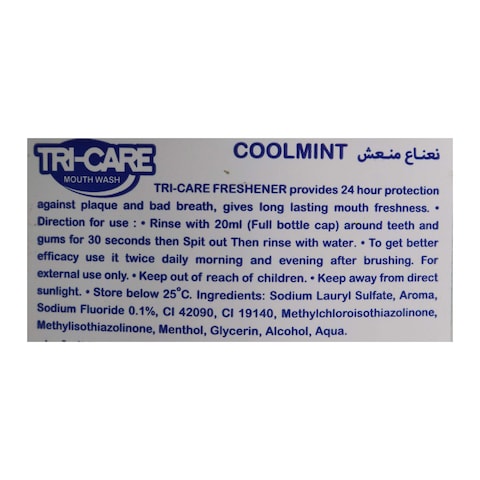 TRI-CARE
MOUTH WASH
COOLMINT نعناع منعش
TRI-CARE FRESHENER provides 24 hour protection
against plaque and bad breath, gives long lasting mouth freshness. •
Direction for use : • Rinse with 20ml (Full bottle cap) around teeth and
gums for 30 seconds then Spit out Then rinse with water. • To get better
efficacy use it twice daily morning and evening after brushing. For
external use only. • Keep out of reach of children. • Keep away from direct
sunlight. • Store below 25°C. Ingredients: Sodium Lauryl Sulfate, Aroma,
Sodium Fluoride 0.1%, CI 42090, CI 19140, Methylchloroisothiazolinone,
Methylisothiazolinone, Menthol, Glycerin, Alcohol, Aqua.